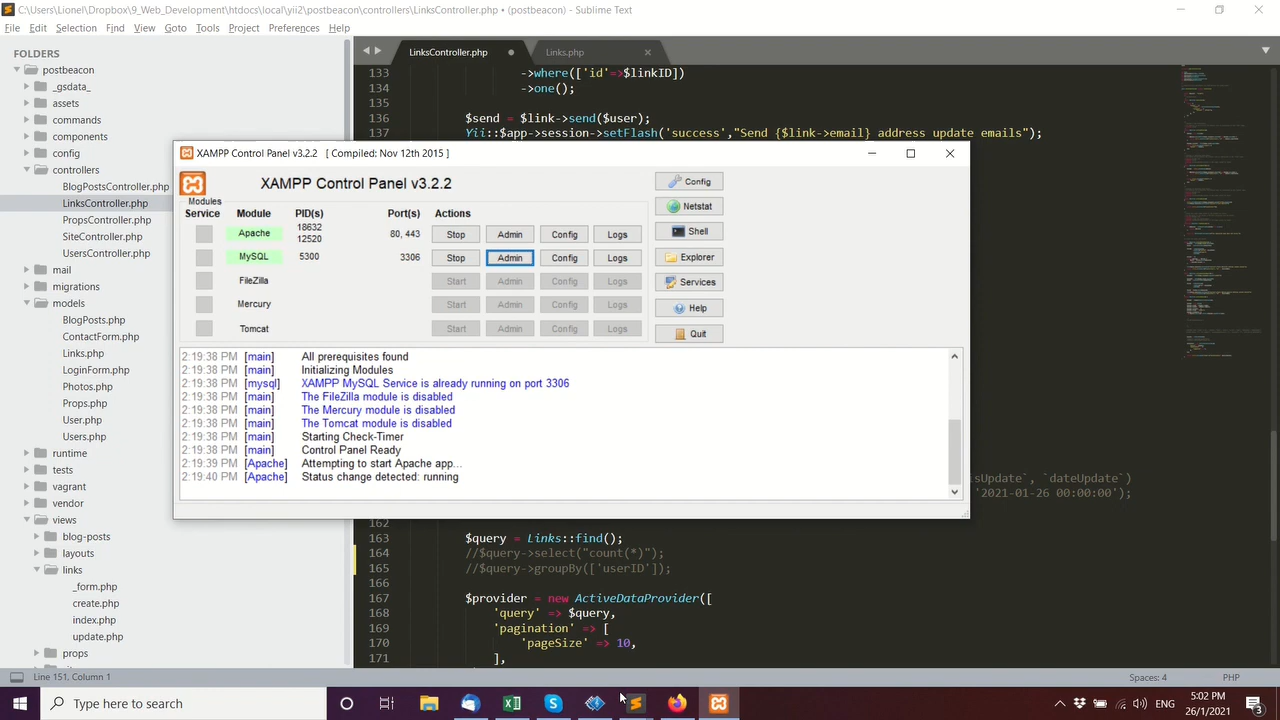 C:\Users\Lionel\Dropbox\9_Web_Development\htdocs\local\yii2\postbeacon\controllers\LinksController.php • (postbeacon) - Sublime Text
File Edit Selection Find View Goto Tools Project Preferences Help
FOLDERS
postbeacon
_gsdata_
assets
commands
components
config
controllers
BlogPostsController.php
LinksController.php
PropsController.php
SiteController.php
UsersController.php
mail
migrations
models
BlogPosts.php
ContactForm.php
Links.php
LoginForm.php
Photos.php
Props.php
User.php
Users.php
runtime
tests
vagrant
vendor
views
blog-posts
layouts
links
_form.php
create.php
index.php
update.php
props
LinksController.php
Links.php
133 ->where(['id'=>$linkID])
134 ->one();
135
136 $send = $link->send($user);
137 Yii::$app->session->setFlash('success',"Send {$link->email} address update emails");
XAMPP Control Panel v3.2.2 [ Compiled: Nov 12th 2015 ]
XAMPP Control Panel v3.2.2
Modules
Service Module PID(s) Port(s) Actions
Apache 18632 12520 80, 443 Stop Admin Config Logs
MySQL 5300 3306 Stop Admin Config Logs
FileZilla Start Admin Config Logs
Mercury Start Admin Config Logs
Tomcat Start Admin Config Logs
Config
Netstat
Shell
Explorer
Services
Help
Quit
2:19:38 PM [main] All prerequisites found
2:19:38 PM [main] Initializing Modules
2:19:38 PM [mysql] XAMPP MySQL Service is already running on port 3306
2:19:38 PM [main] The FileZilla module is disabled
2:19:38 PM [main] The Mercury module is disabled
2:19:38 PM [main] The Tomcat module is disabled
2:19:38 PM [main] Starting Check-Timer
2:19:38 PM [main] Control Panel Ready
2:19:39 PM [Apache] Attempting to start Apache app...
2:19:40 PM [Apache] Status change detected: running
isUpdate`, `dateUpdate`)
'2021-01-26 00:00:00');
162
163 $query = Links::find();
164 //$query->select("count(*)");
165 //$query->groupBy(['userID']);
166
167 $provider = new ActiveDataProvider([
168 'query' => $query,
169 'pagination' => [
170 'pageSize' => 10,
171 ],
Line 151, Column 1
Spaces: 4
PHP
Type here to search
ENG
5:02 PM
26/1/2021
3